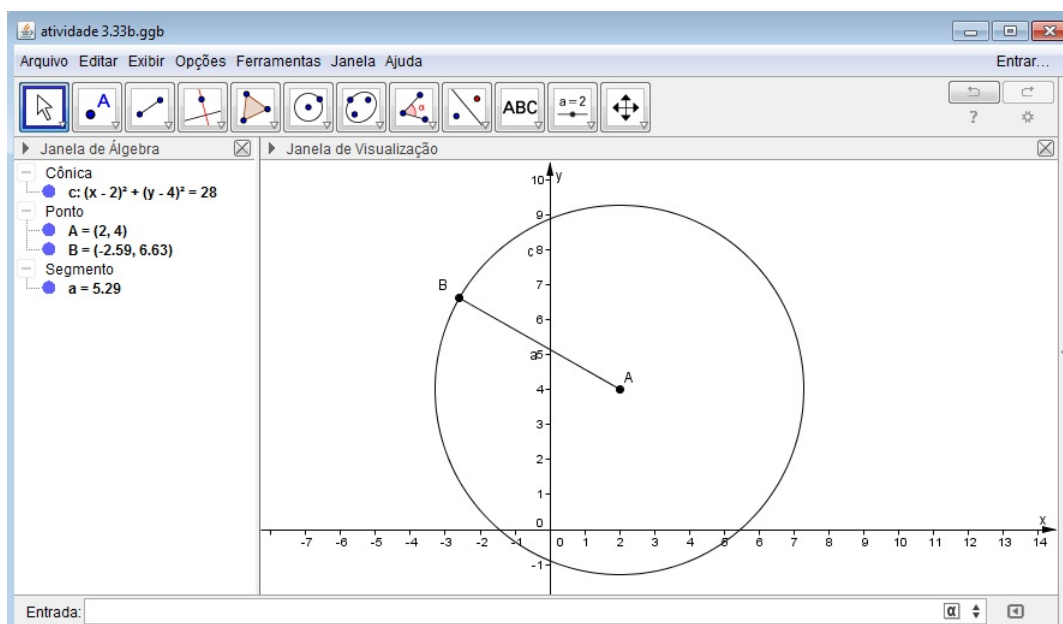 atividade 3.33b.ggb
Arquivo Editar Exibir Opções Ferramentas Janela Ajuda Entrar...
A α ABC a = 2 ?
Janela de Álgebra
Janela de Visualização
Cônica
c: (x - 2)² + (y - 4)² = 28
Ponto
A = (2, 4)
B = (-2.59, 6.63)
Segmento
a = 5.29
10 y
9
c 8
B 7
6
a 5
A
4
3
2
1
0 x
-7 -6 -5 -4 -3 -2 -1 0 1 2 3 4 5 6 7 8 9 10 11 12 13 14
-1
Entrada: α